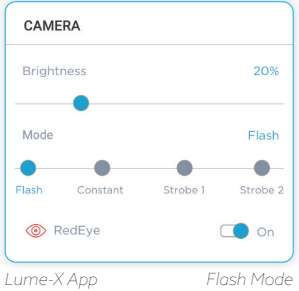 CAMERA
Brightness 20%
Mode Flash
Flash Constant Strobe 1 Strobe 2
RedEye On
Lume-X App Flash Mode